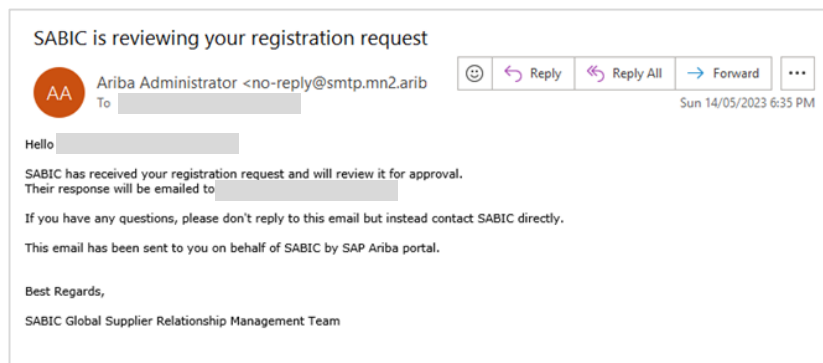 SABIC is reviewing your registration request
AA
Ariba Administrator <no-reply@smtp.mn2.arib
To
Reply
Reply All
Forward
Sun 14/05/2023 6:35 PM
Hello
SABIC has received your registration request and will review it for approval.
Their response will be emailed to
If you have any questions, please don't reply to this email but instead contact SABIC directly.
This email has been sent to you on behalf of SABIC by SAP Ariba portal.
Best Regards,
SABIC Global Supplier Relationship Management Team